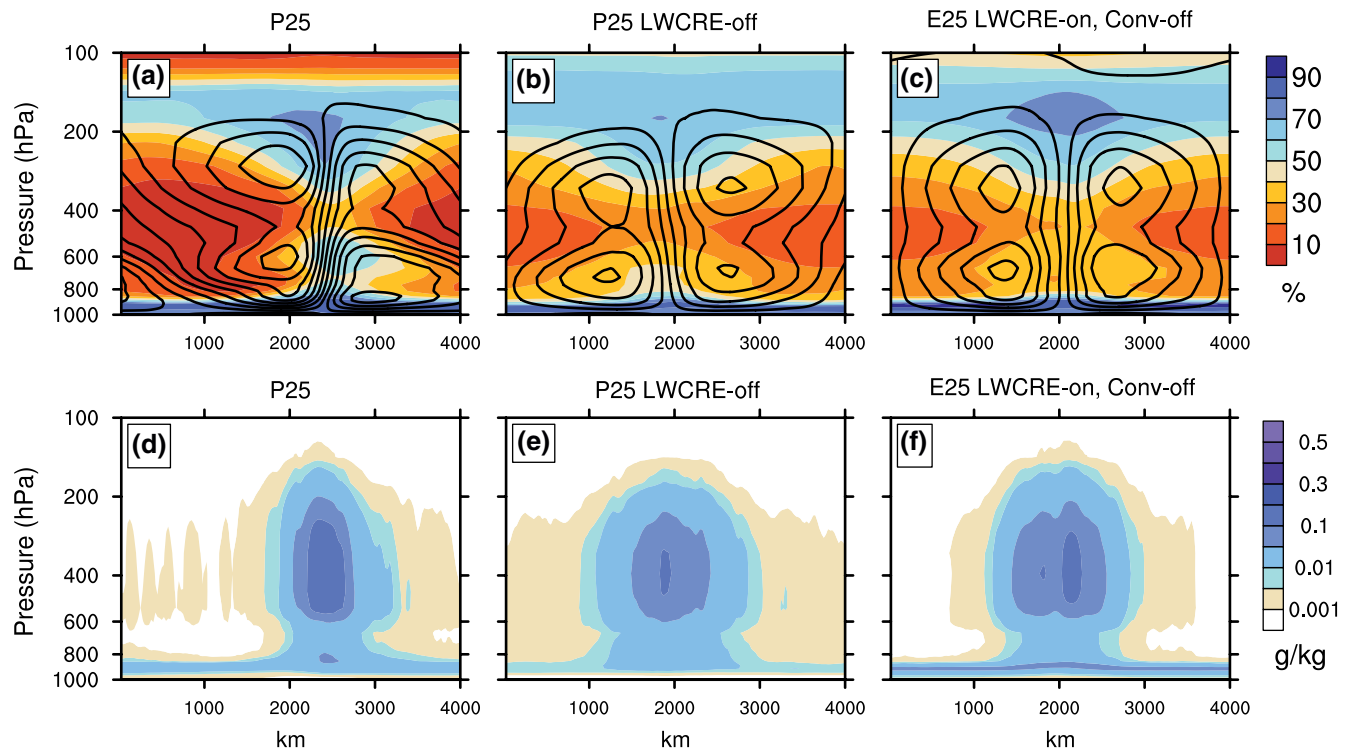 P25
P25 LWCRE-off
E25 LWCRE-on, Conv-off
Pressure (hPa)
100
200
400
600
800
1000
(a)
(b)
(c)
1000 2000 3000 4000
1000 2000 3000 4000
1000 2000 3000 4000
90
70
50
30
10
%
P25
P25 LWCRE-off
E25 LWCRE-on, Conv-off
Pressure (hPa)
100
200
400
600
800
1000
(d)
(e)
(f)
1000 2000 3000 4000
1000 2000 3000 4000
1000 2000 3000 4000
km
km
km
0.5
0.3
0.1
0.01
0.001
g/kg